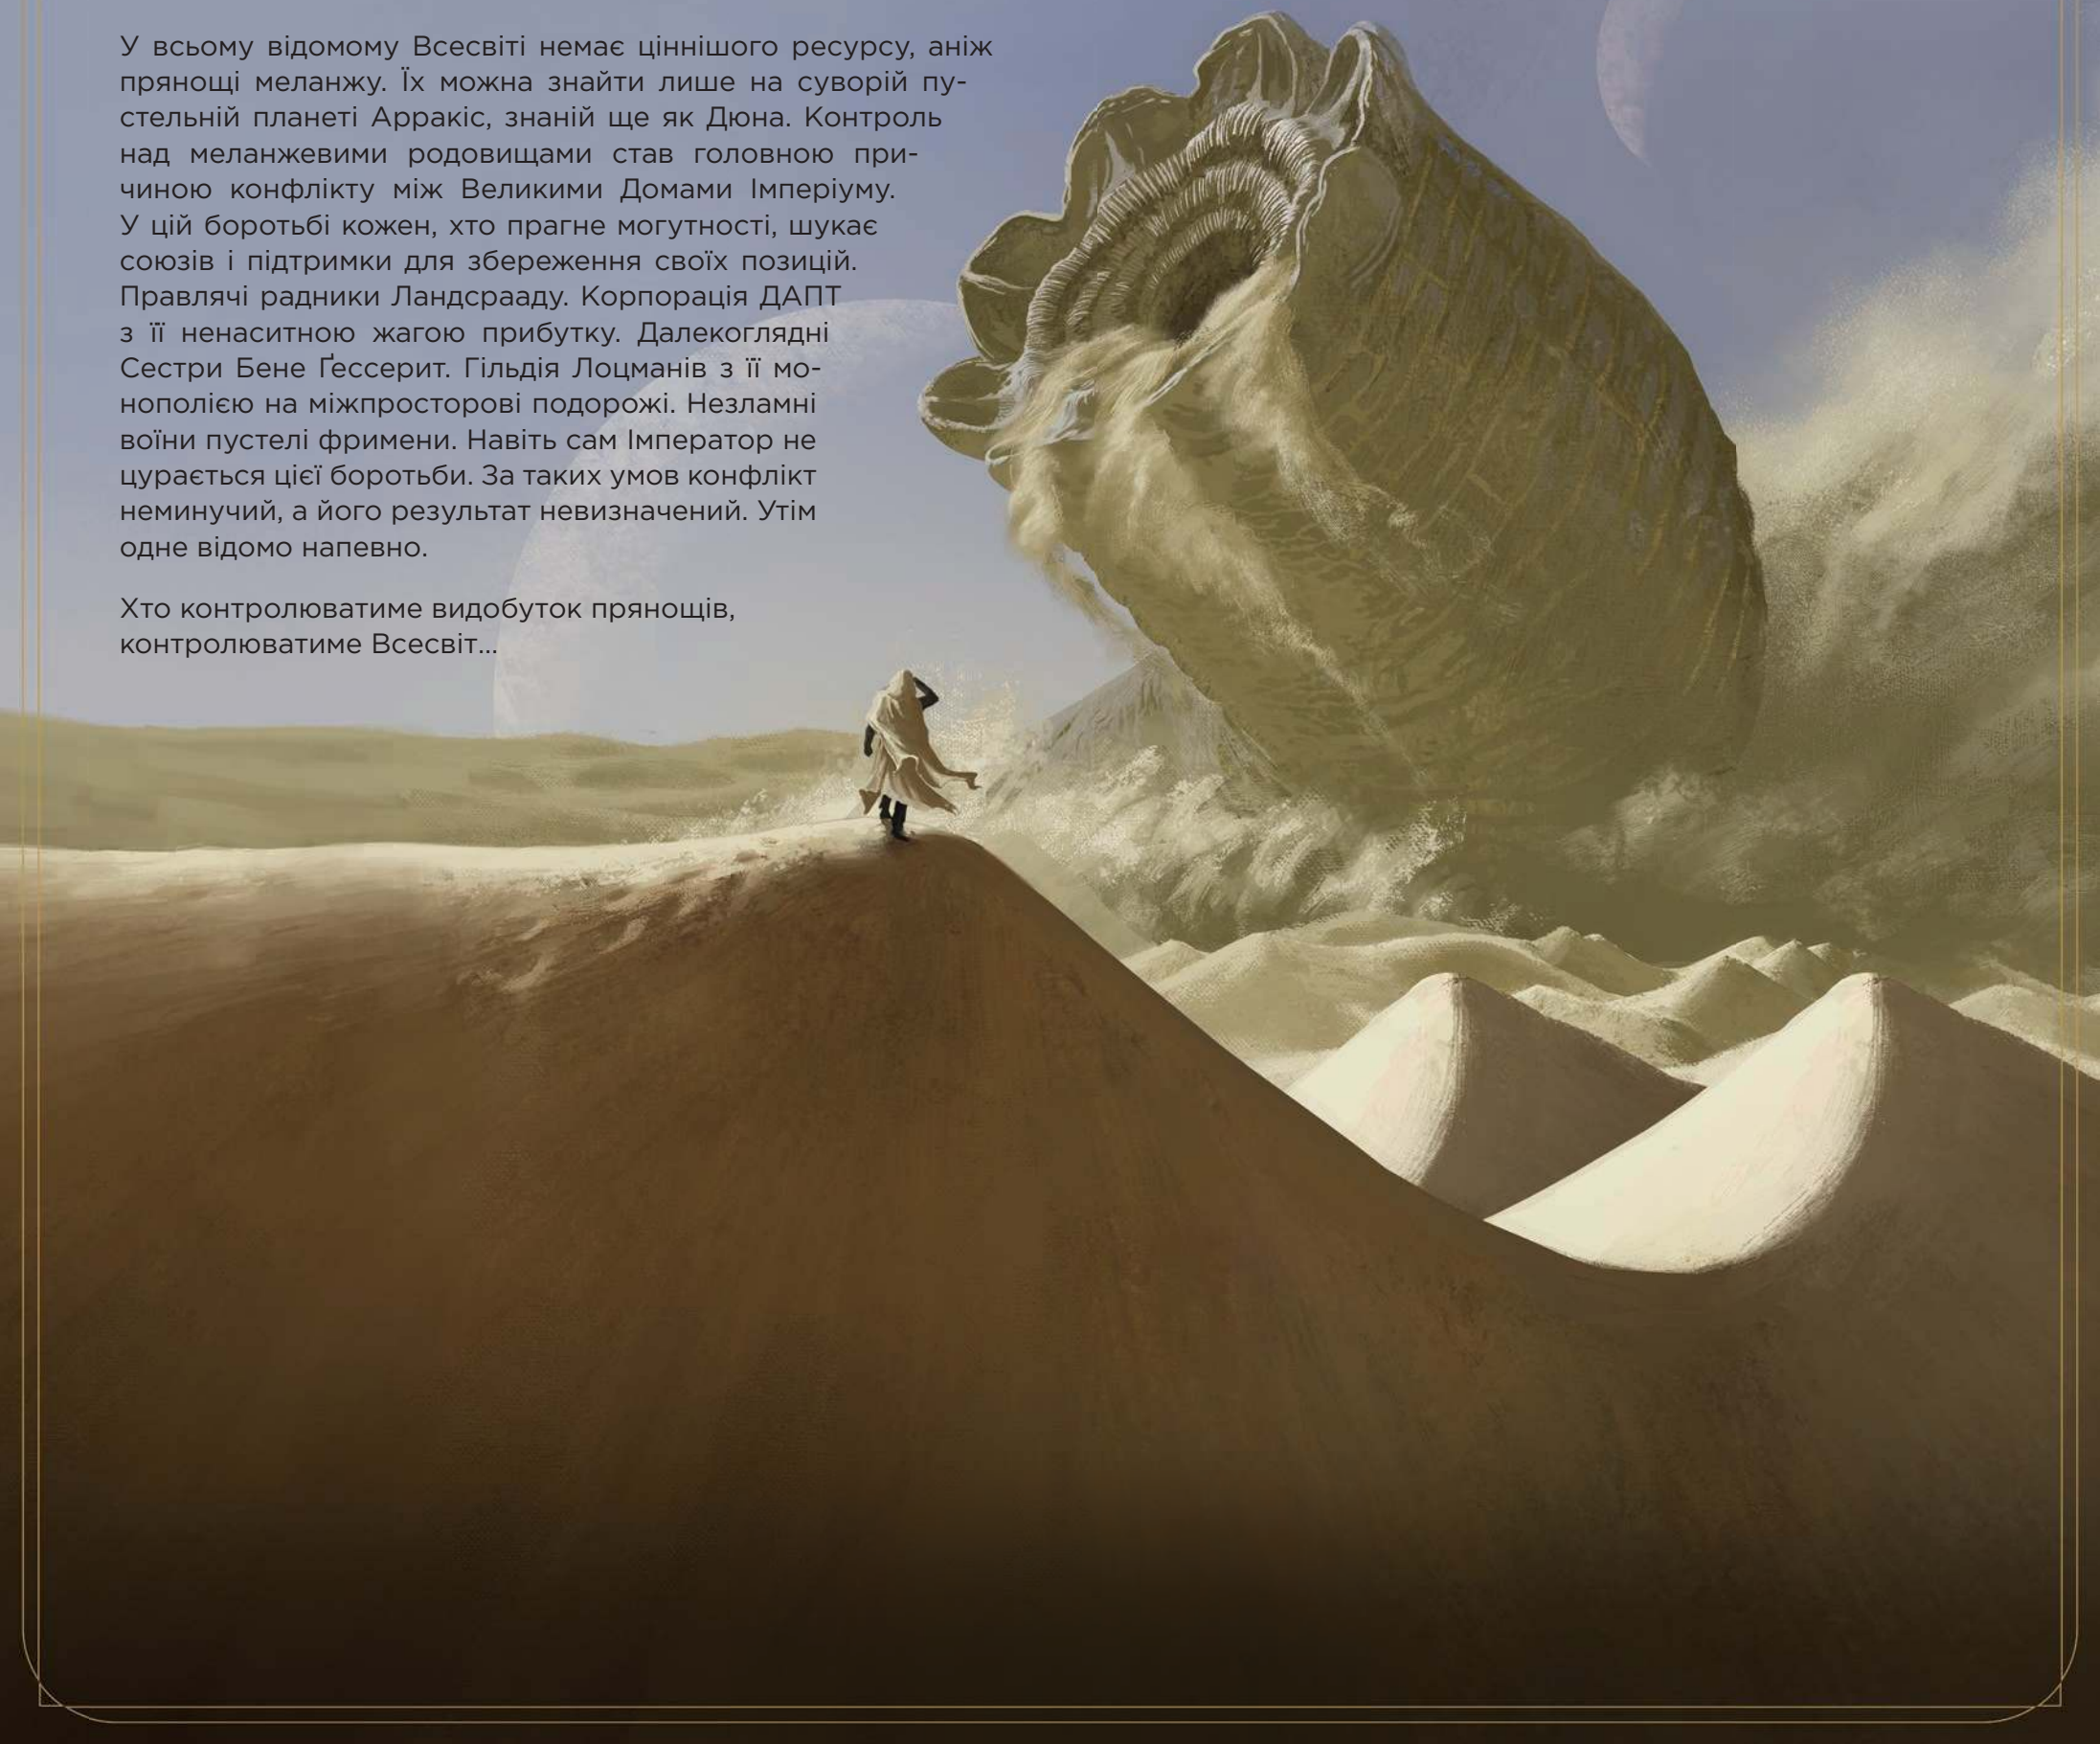 У всьому відомому Всесвіті немає ціннішого ресурсу, аніж
прянощі меланжу. Їх можна знайти лише на суворій пу-
стельній планеті Арракіс, знаній ще як Дюна. Контроль
над меланжевими родовищами став головною при-
чиною конфлікту між Великими Домами Імперіуму.
У цій боротьбі кожен, хто прагне могутності, шукає
союзів і підтримки для збереження своїх позицій.
Правлячі радники Ландсрааду. Корпорація ДАПТ
з її ненаситною жагою прибутку. Далекоглядні
Сестри Бене Ґессерит. Гільдія Лоцманів з її мо-
нополією на міжпросторові подорожі. Незламні
воїни пустелі фримени. Навіть сам Імператор не
цурається цієї боротьби. За таких умов конфлікт
неминучий, а його результат невизначений. Утім
одне відомо напевно.
Хто контролюватиме видобуток прянощів,
контролюватиме Всесвіт...